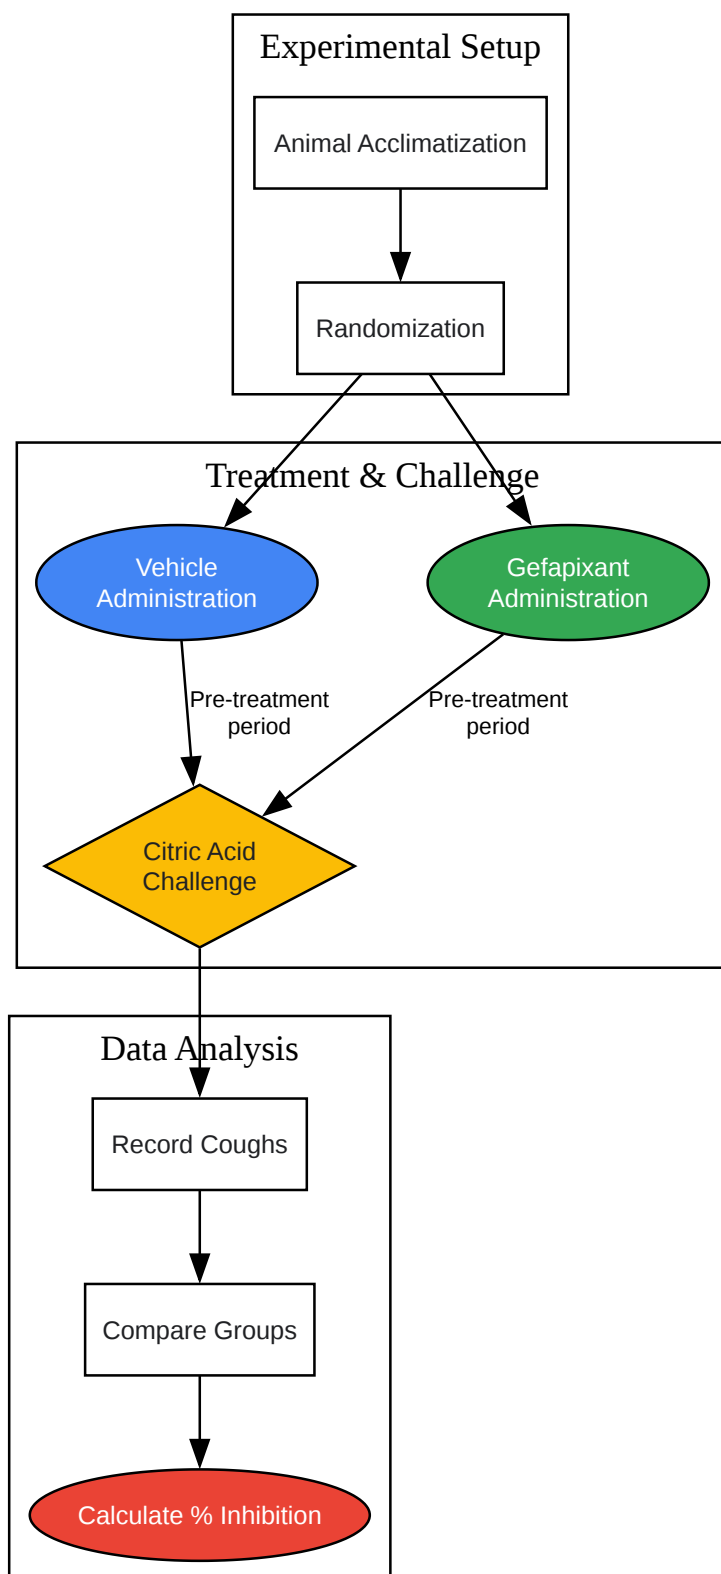 Experimental Setup
Animal Acclimatization
Randomization
Treatment & Challenge
Vehicle
Administration
Gefapixant
Administration
Pre-treatment
period
Pre-treatment
period
Citric Acid
Challenge
Data Analysis
Record Coughs
Compare Groups
Calculate % Inhibition